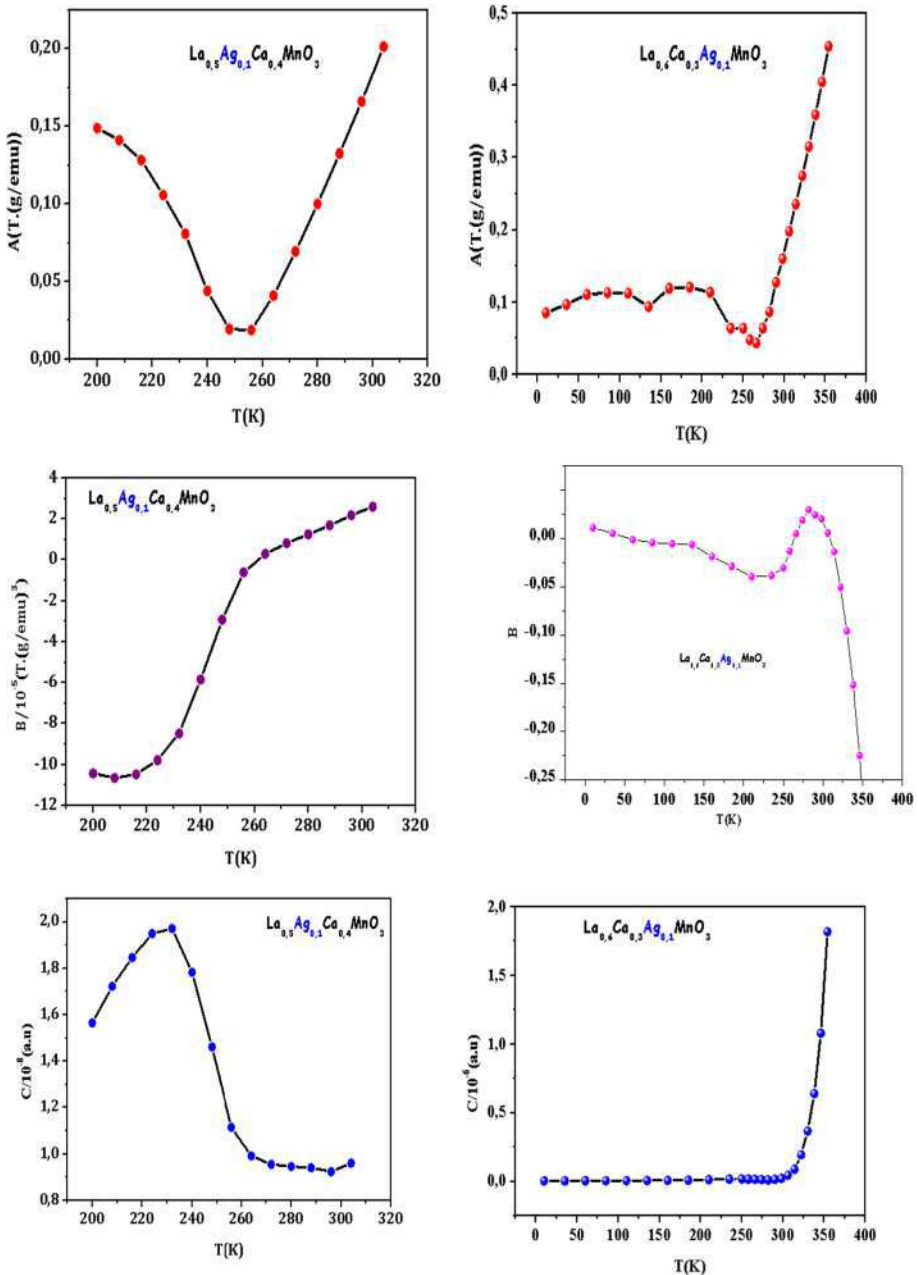 La0,5Ag0,1Ca0,4MnO3
A(T.(g/emu))
0,20
0,15
0,10
0,05
0,00
200 220 240 260 280 300 320
T(K)
La0,6Ca0,3Ag0,1MnO3
A(T.(g/emu))
0,5
0,4
0,3
0,2
0,1
0,0
0 50 100 150 200 250 300 350 400
T(K)
La0,5Ag0,1Ca0,4MnO3
B/10-5(T.(g/emu)3)
4
2
0
-2
-4
-6
-8
-10
-12
200 220 240 260 280 300 320
T(K)
B
0,00
-0,05
-0,10
-0,15
-0,20
-0,25
0 50 100 150 200 250 300 350 400
T(K)
La0,5Ag0,1Ca0,4MnO3
C/10-8(a.u)
2,0
1,8
1,6
1,4
1,2
1,0
0,8
200 220 240 260 280 300 320
T(K)
La0,6Ca0,3Ag0,1MnO3
C/10-6(a.u)
2,0
1,5
1,0
0,5
0,0
0 50 100 150 200 250 300 350 400
T(K)